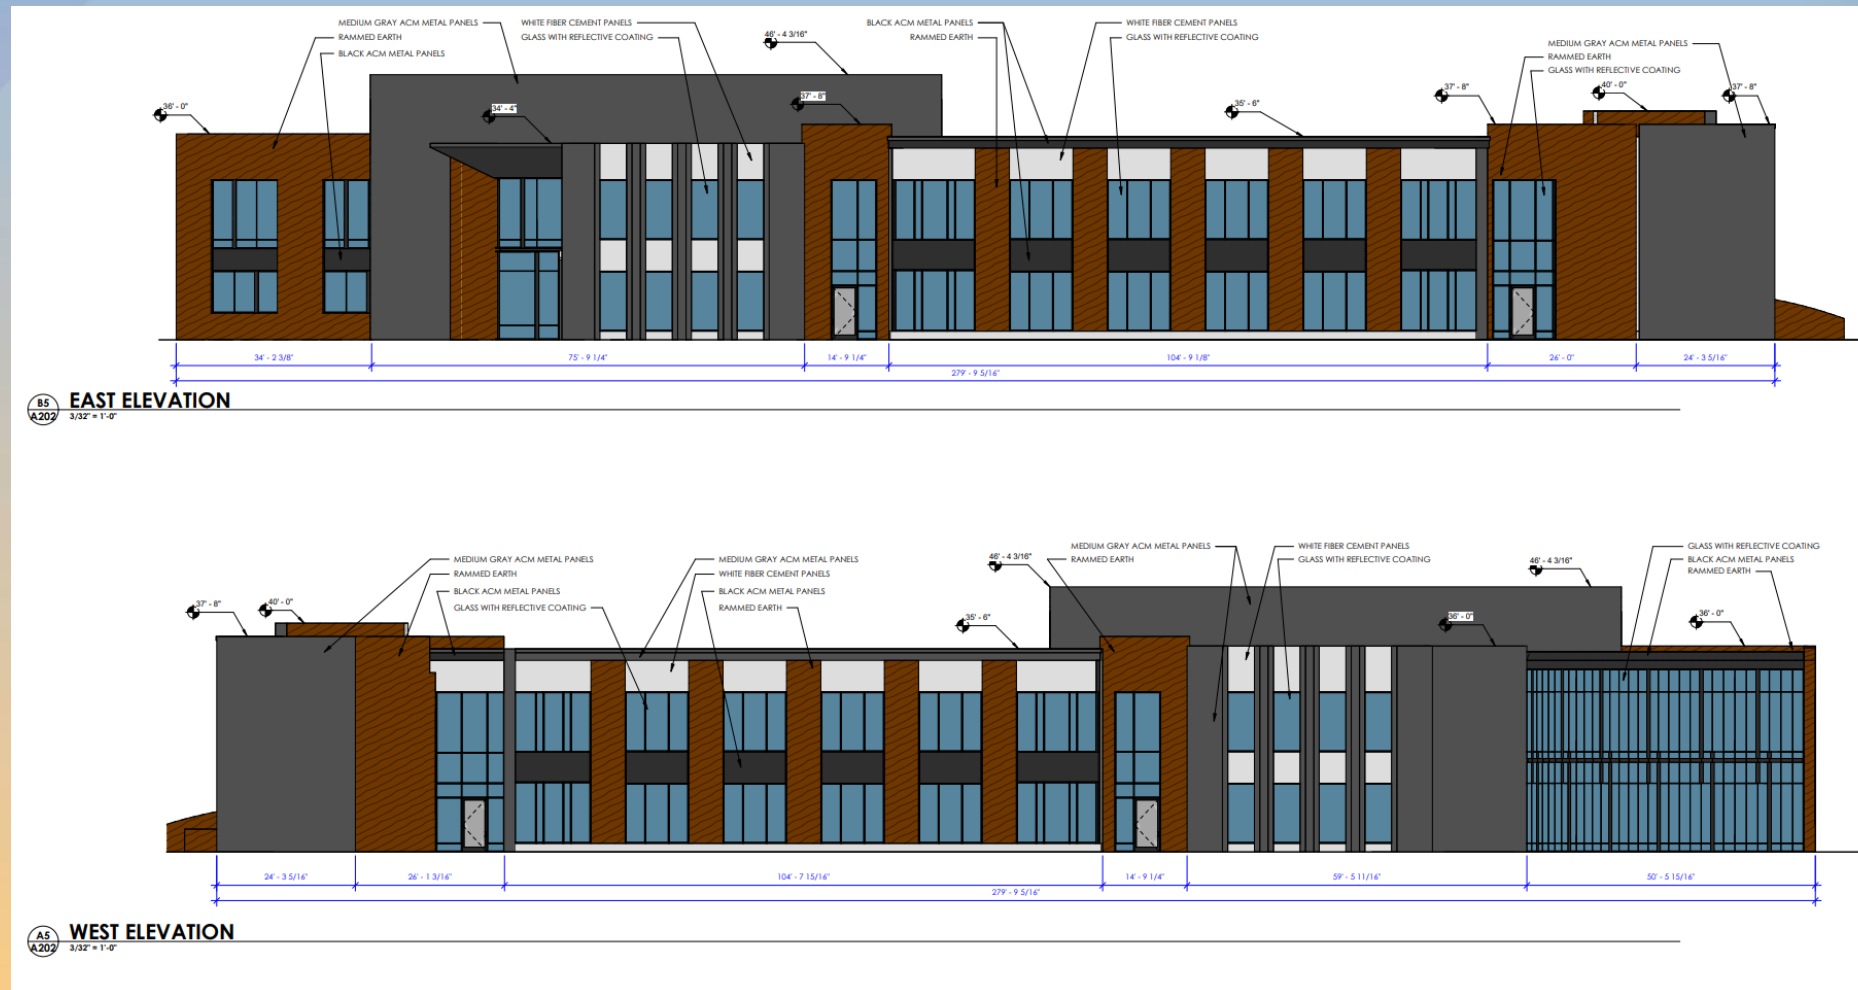 MEDIUM GRAY ACM METAL PANELS
RAMMED EARTH
BLACK ACM METAL PANELS
WHITE FIBER CEMENT PANELS
GLASS WITH REFLECTIVE COATING
46' - 4 3/16"
BLACK ACM METAL PANELS
RAMMED EARTH
WHITE FIBER CEMENT PANELS
GLASS WITH REFLECTIVE COATING
MEDIUM GRAY ACM METAL PANELS
RAMMED EARTH
GLASS WITH REFLECTIVE COATING
36' - 0"
34' - 4"
37' - 8"
35' - 6"
37' - 8"
40' - 0"
37' - 8"
34' - 2 3/8"
75' - 9 1/4"
14' - 9 1/4"
104' - 9 1/8"
26' - 0"
24' - 3 5/16"
279' - 9 5/16"
B5
A202
EAST ELEVATION
3/32" = 1'-0"
MEDIUM GRAY ACM METAL PANELS
RAMMED EARTH
BLACK ACM METAL PANELS
GLASS WITH REFLECTIVE COATING
MEDIUM GRAY ACM METAL PANELS
WHITE FIBER CEMENT PANELS
BLACK ACM METAL PANELS
RAMMED EARTH
46' - 4 3/16"
MEDIUM GRAY ACM METAL PANELS
RAMMED EARTH
WHITE FIBER CEMENT PANELS
GLASS WITH REFLECTIVE COATING
46' - 4 3/16"
GLASS WITH REFLECTIVE COATING
BLACK ACM METAL PANELS
RAMMED EARTH
37' - 8"
40' - 0"
35' - 6"
36' - 0"
36' - 0"
24' - 3 5/16"
26' - 1 3/16"
104' - 7 15/16"
14' - 9 1/4"
59' - 5 11/16"
50' - 5 15/16"
279' - 9 5/16"
A5
A202
WEST ELEVATION
3/32" = 1'-0"